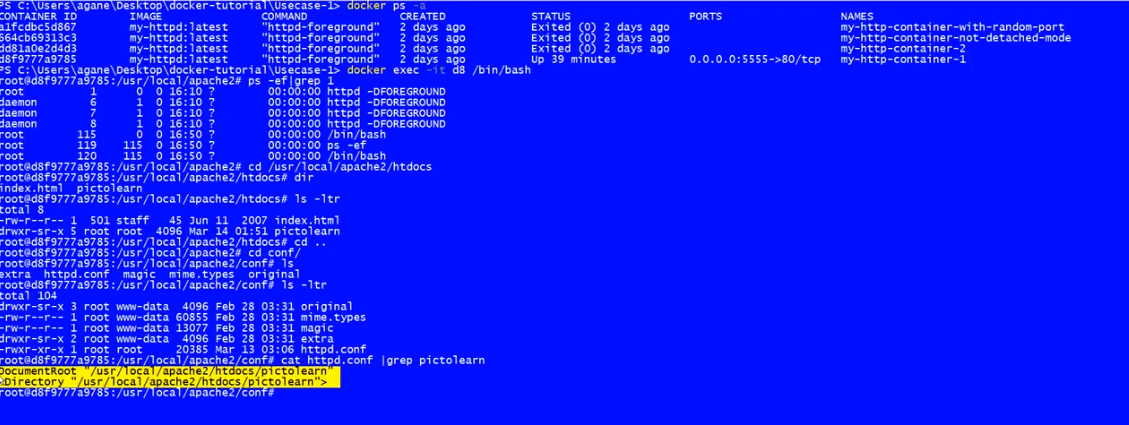 PS C:\Users\agane\Desktop\docker-tutorial\Usecase-1> docker ps -a
CONTAINER ID IMAGE COMMAND CREATED STATUS PORTS NAMES
a1fcdbc5d867 my-httpd:latest "httpd-foreground" 2 days ago Exited (0) 2 days ago my-http-container-with-random-port
664cb69313c3 my-httpd:latest "httpd-foreground" 2 days ago Exited (0) 2 days ago my-http-container-not-detached-mode
dd81a0e2d4d3 my-httpd:latest "httpd-foreground" 2 days ago Exited (0) 2 days ago my-http-container-2
d8f9777a9785 my-httpd:latest "httpd-foreground" 2 days ago Up 39 minutes 0.0.0.0:5555->80/tcp my-http-container-1
PS C:\Users\agane\Desktop\docker-tutorial\Usecase-1> docker exec -it d8 /bin/bash
root@d8f9777a9785:/usr/local/apache2# ps -ef|grep 1
root 1 0 0 16:10 ? 00:00:00 httpd -DFOREGROUND
daemon 6 1 0 16:10 ? 00:00:00 httpd -DFOREGROUND
daemon 7 1 0 16:10 ? 00:00:00 httpd -DFOREGROUND
daemon 8 1 0 16:10 ? 00:00:00 httpd -DFOREGROUND
root 115 0 0 16:50 ? 00:00:00 /bin/bash
root 119 115 0 16:50 ? 00:00:00 ps -ef
root 120 115 0 16:50 ? 00:00:00 /bin/bash
root@d8f9777a9785:/usr/local/apache2# cd /usr/local/apache2/htdocs
root@d8f9777a9785:/usr/local/apache2/htdocs# dir
index.html pictolearn
root@d8f9777a9785:/usr/local/apache2/htdocs# ls -ltr
total 8
-rw-r--r-- 1 501 staff 45 Jun 11 2007 index.html
drwxr-sr-x 5 root root 4096 Mar 14 01:51 pictolearn
root@d8f9777a9785:/usr/local/apache2/htdocs# cd ..
root@d8f9777a9785:/usr/local/apache2# cd conf/
root@d8f9777a9785:/usr/local/apache2/conf# ls
extra httpd.conf magic mime.types original
root@d8f9777a9785:/usr/local/apache2/conf# ls -ltr
total 104
drwxr-sr-x 3 root www-data 4096 Feb 28 03:31 original
-rw-r--r-- 1 root www-data 60855 Feb 28 03:31 mime.types
-rw-r--r-- 1 root www-data 13077 Feb 28 03:31 magic
drwxr-sr-x 2 root www-data 4096 Feb 28 03:31 extra
-rwxr-xr-x 1 root root 20385 Mar 13 03:06 httpd.conf
root@d8f9777a9785:/usr/local/apache2/conf# cat httpd.conf |grep pictolearn
DocumentRoot "/usr/local/apache2/htdocs/pictolearn"
<Directory "/usr/local/apache2/htdocs/pictolearn">
root@d8f9777a9785:/usr/local/apache2/conf#